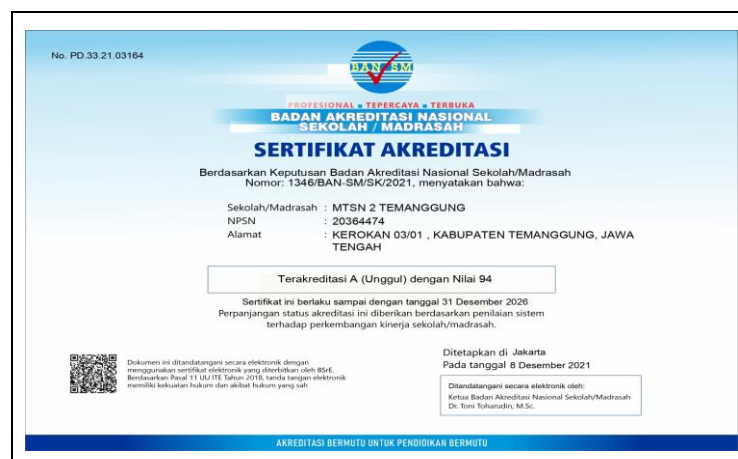 No. PD.33.21.03164
BAN-SM
PROFESIONAL TEPERCAYA TERBUKA
BADAN AKREDITASI NASIONAL
SEKOLAH / MADRASAH
SERTIFIKAT AKREDITASI
Berdasarkan Keputusan Badan Akreditasi Nasional Sekolah/Madrasah
Nomor: 1346/BAN-SM/SK/2021, menyatakan bahwa:
Sekolah/Madrasah : MTSN 2 TEMANGGUNG
NPSN : 20364474
Alamat : KEROKAN 03/01 , KABUPATEN TEMANGGUNG, JAWA
TENGAH
Terakreditasi A (Unggul) dengan Nilai 94
Sertifikat ini berlaku sampai dengan tanggal 31 Desember 2026
Perpanjangan status akreditasi ini diberikan berdasarkan penilaian sistem
terhadap perkembangan kinerja sekolah/madrasah.
Ditetapkan di Jakarta
Pada tanggal 8 Desember 2021
Dokumen ini ditandatangani secara elektronik dengan
menggunakan sertifikat elektronik yang diterbitkan oleh BSrE.
Berdasarkan Pasal 11 UU ITE Tahun 2018, tanda tangan elektronik
memiliki kekuatan hukum dan akibat hukum yang sah
Ditandatangani secara elektronik oleh:
Ketua Badan Akreditasi Nasional Sekolah/Madrasah
Dr. Toni Toharudin, M.Sc.
AKREDITASI BERMUTU UNTUK PENDIDIKAN BERMUTU